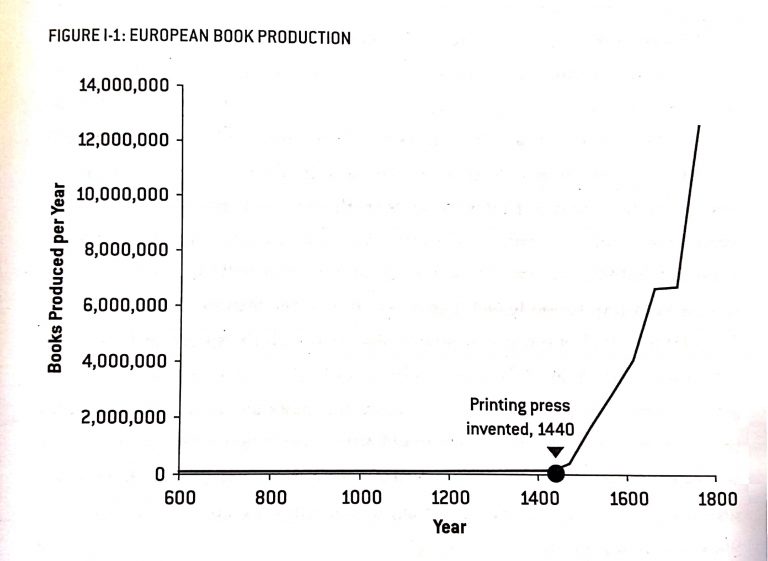 FIGURE I-1: EUROPEAN BOOK PRODUCTION
14,000,000
12,000,000
10,000,000
8,000,000
6,000,000
4,000,000
2,000,000
0
Books Produced per Year
Printing press
invented, 1440
600 800 1000 1200 1400 1600 1800
Year